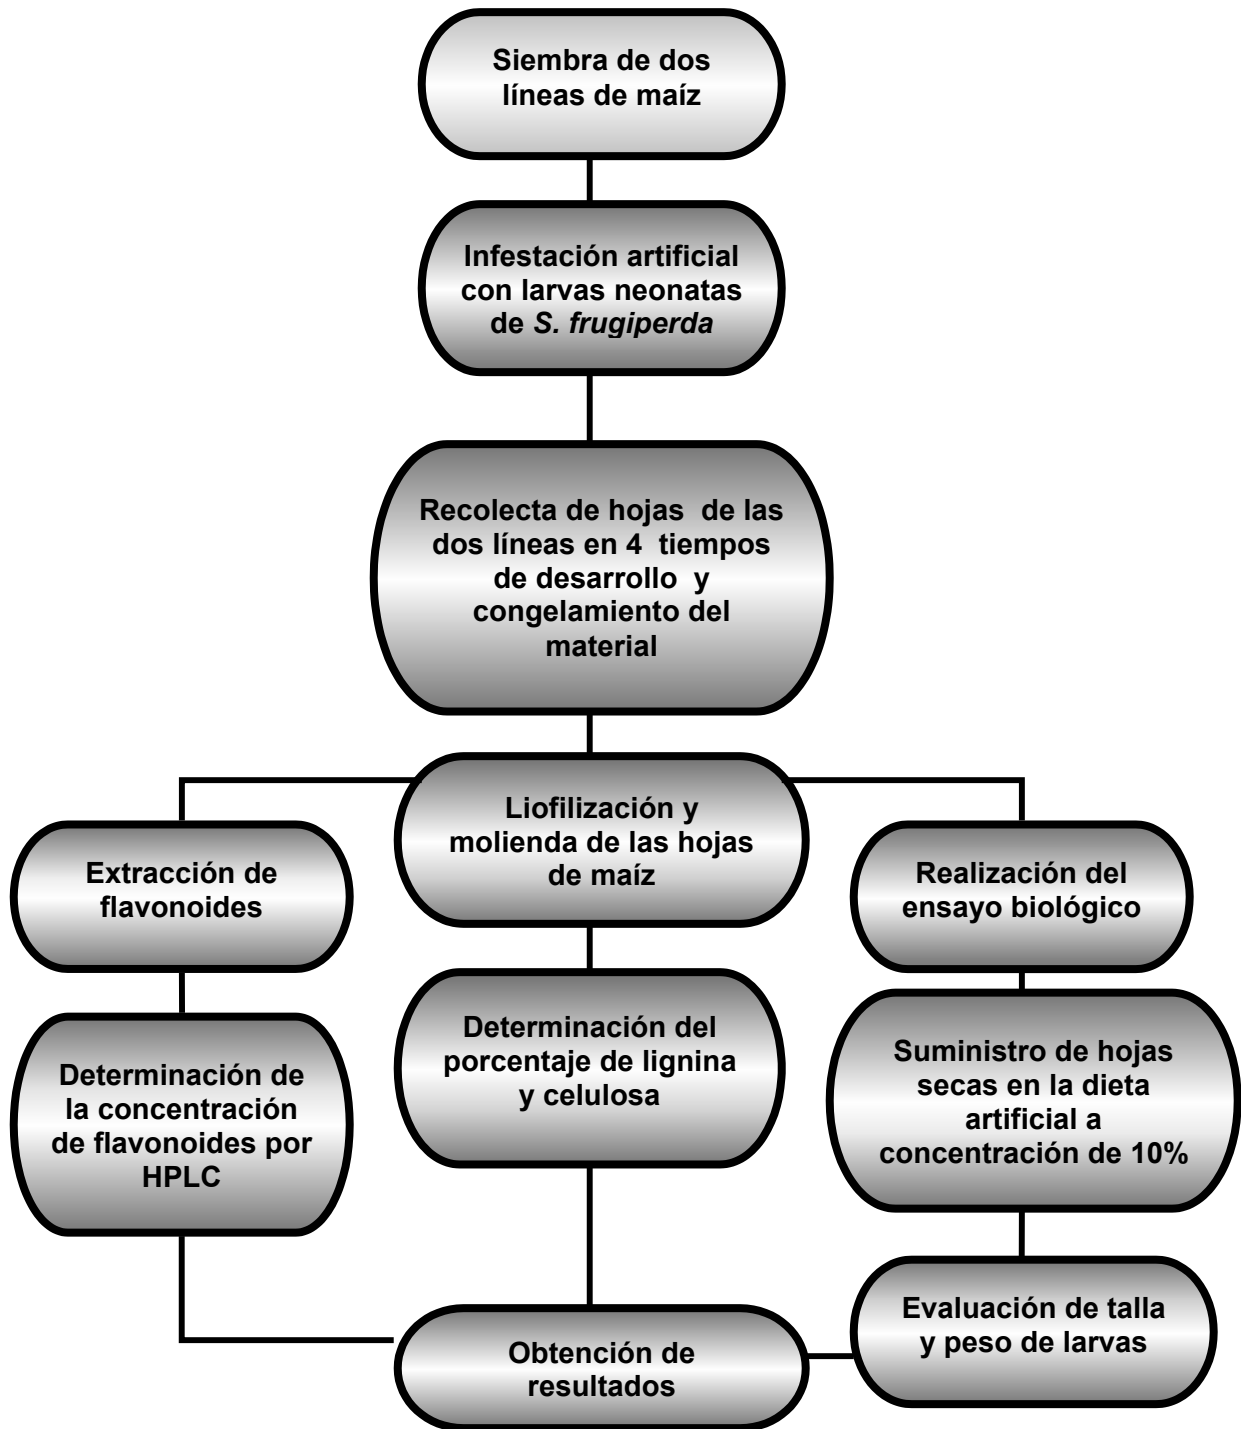 Siembra de dos
líneas de maíz
Infestación artificial
con larvas neonatas
de S. frugiperda
Recolecta de hojas de las
dos líneas en 4 tiempos
de desarrollo y
congelamiento del
material
Liofilización y
molienda de las hojas
de maíz
Extracción de
flavonoides
Determinación de
la concentración
de flavonoides por
HPLC
Determinación del
porcentaje de lignina
y celulosa
Realización del
ensayo biológico
Suministro de hojas
secas en la dieta
artificial a
concentración de 10%
Evaluación de talla
y peso de larvas
Obtención de
resultados